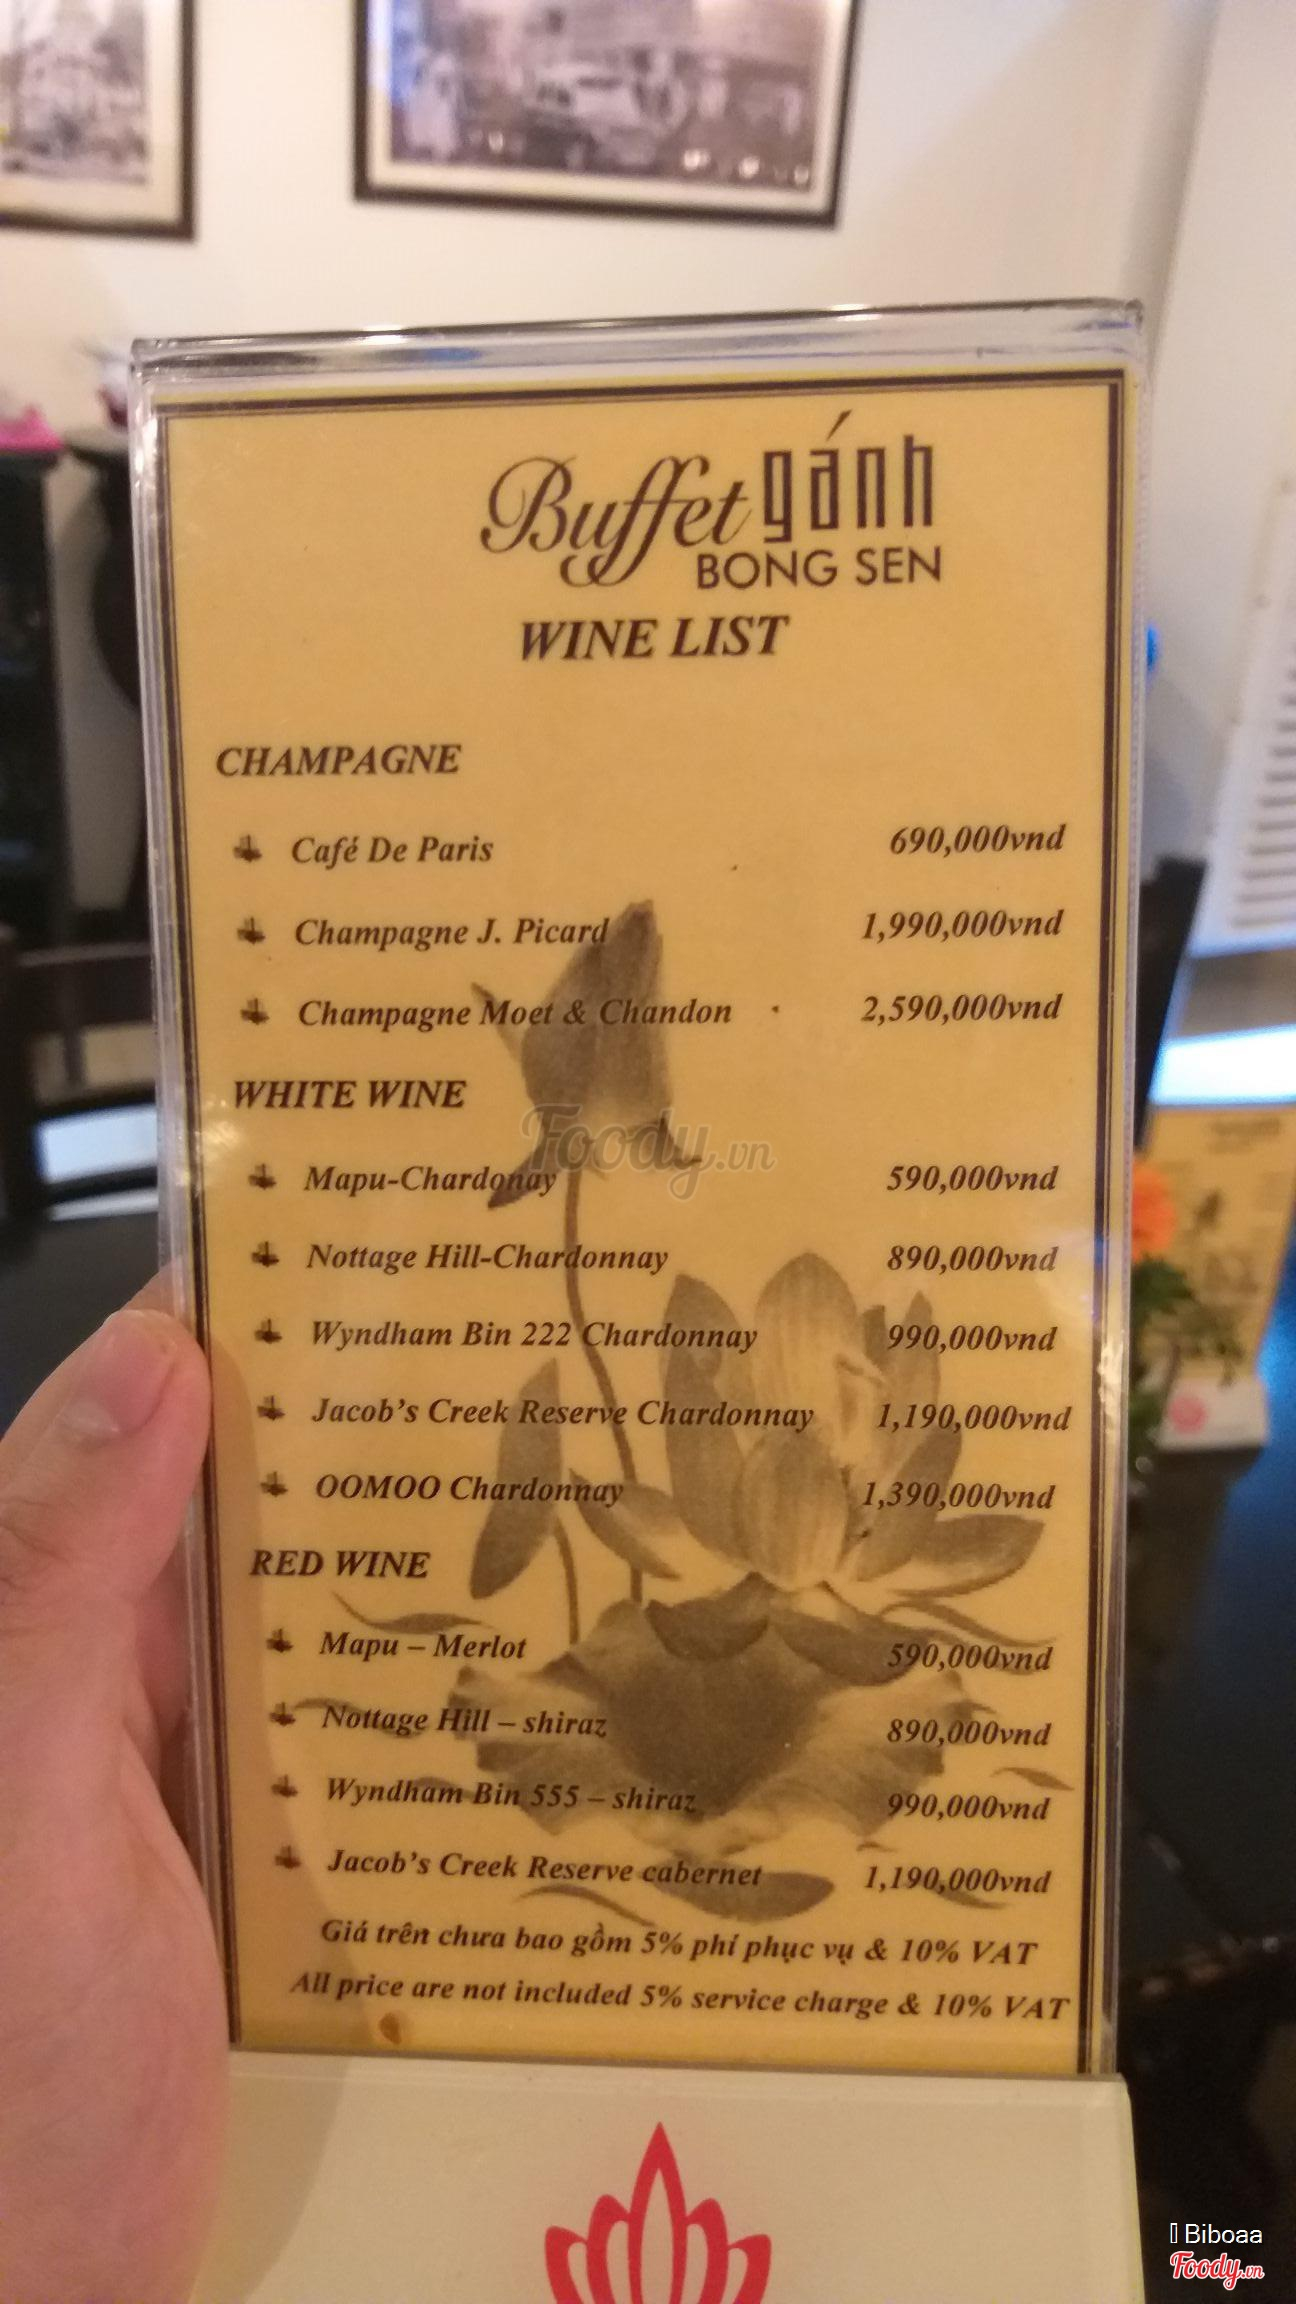 Buffet gánh
BONG SEN
WINE LIST
CHAMPAGNE
Café De Paris 690,000vnd
Champagne J. Picard 1,990,000vnd
Champagne Moet & Chandon 2,590,000vnd
WHITE WINE
Mapu-Chardonay 590,000vnd
Nottage Hill-Chardonnay 890,000vnd
Wyndham Bin 222 Chardonnay 990,000vnd
Jacob's Creek Reserve Chardonnay 1,190,000vnd
OOMOO Chardonnay 1,390,000vnd
RED WINE
Mapu – Merlot 590,000vnd
Nottage Hill – shiraz 890,000vnd
Wyndham Bin 555 – shiraz 990,000vnd
Jacob's Creek Reserve cabernet 1,190,000vnd
Giá trên chưa bao gồm 5% phí phục vụ & 10% VAT
All price are not included 5% service charge & 10% VAT
Foody.vn
Biboaa
Foody.vn